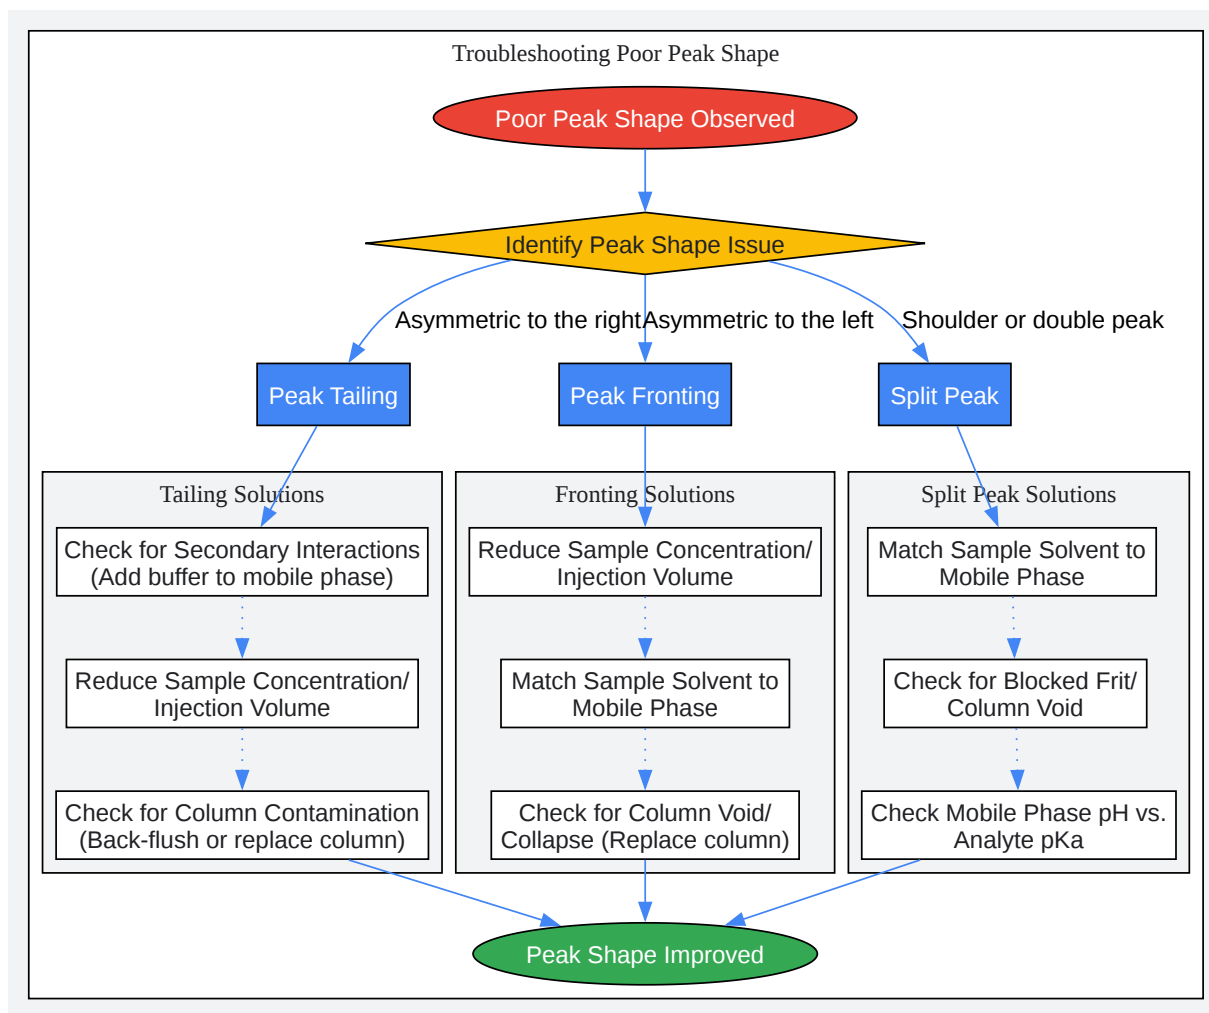 Troubleshooting Poor Peak Shape
Poor Peak Shape Observed
Identify Peak Shape Issue
Asymmetric to the right
Asymmetric to the left
Shoulder or double peak
Peak Tailing
Peak Fronting
Split Peak
Tailing Solutions
Check for Secondary Interactions
(Add buffer to mobile phase)
Reduce Sample Concentration/
Injection Volume
Check for Column Contamination
(Back-flush or replace column)
Fronting Solutions
Reduce Sample Concentration/
Injection Volume
Match Sample Solvent to
Mobile Phase
Check for Column Void/
Collapse (Replace column)
Split Peak Solutions
Match Sample Solvent to
Mobile Phase
Check for Blocked Frit/
Column Void
Check Mobile Phase pH vs.
Analyte pKa
Peak Shape Improved